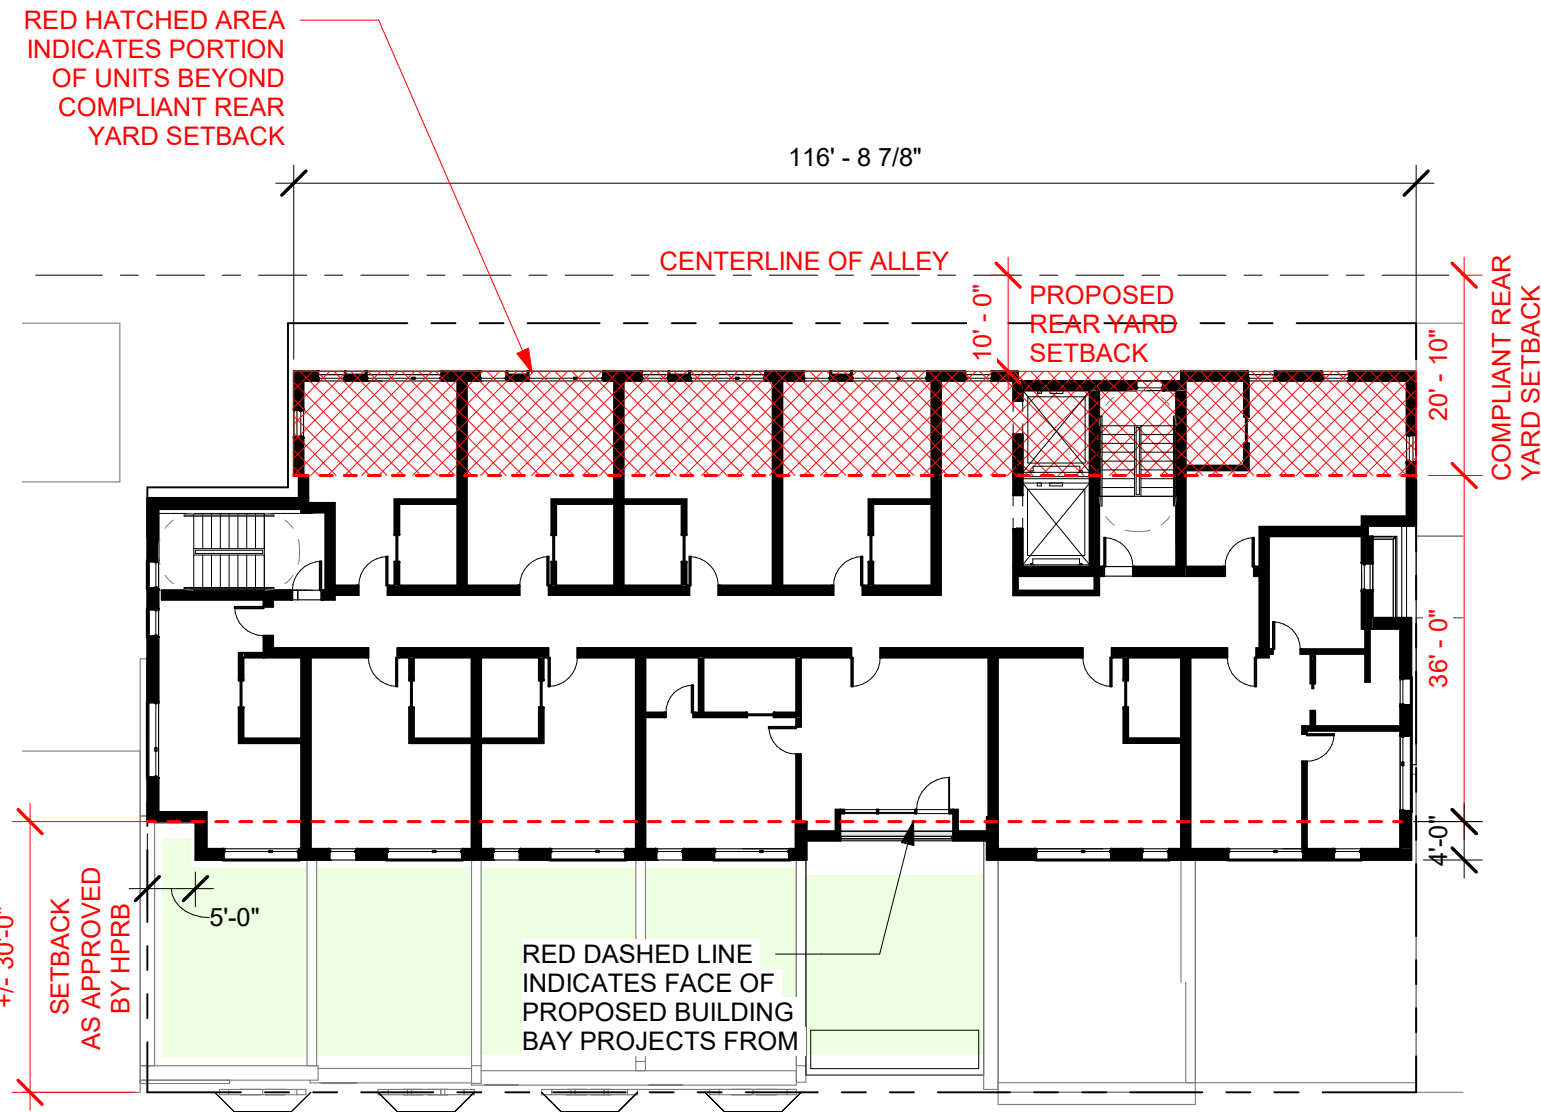 RED HATCHED AREA
INDICATES PORTION
OF UNITS BEYOND
COMPLIANT REAR
YARD SETBACK
116' - 8 7/8"
CENTERLINE OF ALLEY
10' - 0"
PROPOSED
REAR YARD
SETBACK
20' - 10"
COMPLIANT REAR
YARD SETBACK
36' - 0"
4'-0"
+/- 30'-0"
SETBACK
AS APPROVED
BY HPRB
5'-0"
RED DASHED LINE
INDICATES FACE OF
PROPOSED BUILDING
BAY PROJECTS FROM